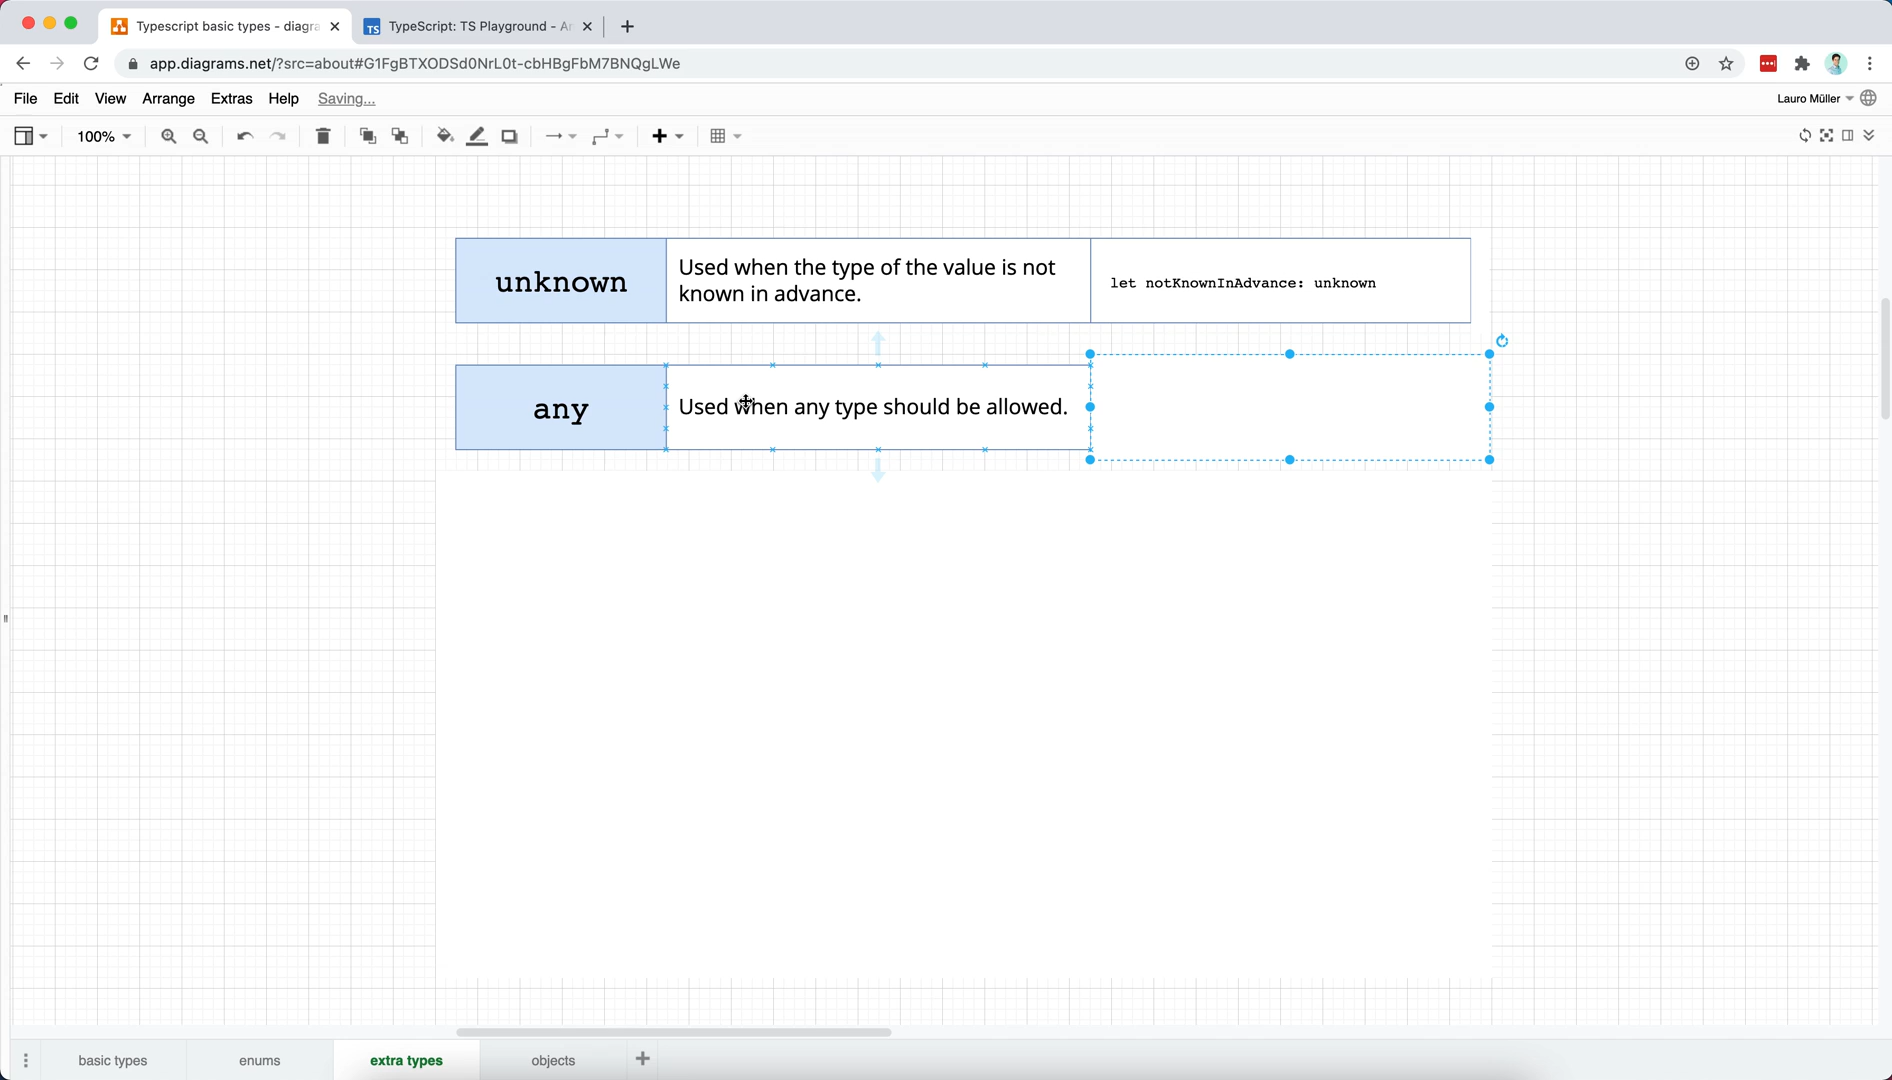 Typescript basic types - diagra
TypeScript: TS Playground - An
app.diagrams.net/?src=about#G1FgBTXODSd0NrL0t-cbHBgFbM7BNQgLWe
File Edit View Arrange Extras Help Saving...
Lauro Müller
100%
unknown
Used when the type of the value is not
known in advance.
let notKnownInAdvance: unknown
any
Used when any type should be allowed.
basic types
enums
extra types
objects